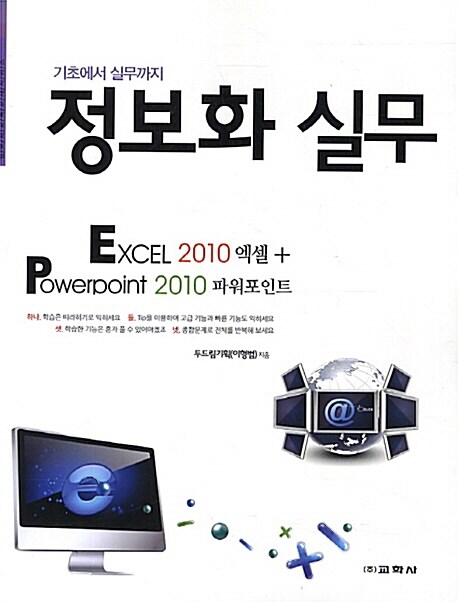 기초에서 실무까지
정보화 실무
EXCEL 2010 엑셀 +
Powerpoint 2010 파워포인트
하나, 학습은 따라하기로 익히세요 둘, Tip을 이용하여 고급 기능과 빠른 기능도 익히세요
셋, 학습한 기능은 혼자 풀 수 있어야겠죠 넷, 종합문제로 전체를 반복해 보세요
두드림기획(이형범) 지음
@
e
(주)교학사